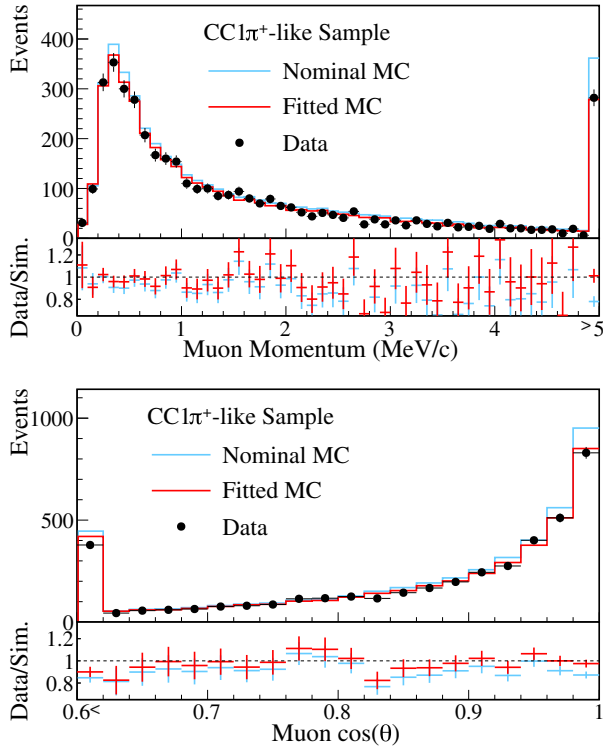 Events
CC1π⁺-like Sample
Nominal MC
Fitted MC
Data
400
300
200
100
0
Data/Sim.
1.2
1
0.8
0 1 2 3 4 >5
Muon Momentum (MeV/c)
Events
CC1π⁺-like Sample
Nominal MC
Fitted MC
Data
1000
500
0
Data/Sim.
1.2
1
0.8
0.6< 0.7 0.8 0.9 1
Muon cos(θ)